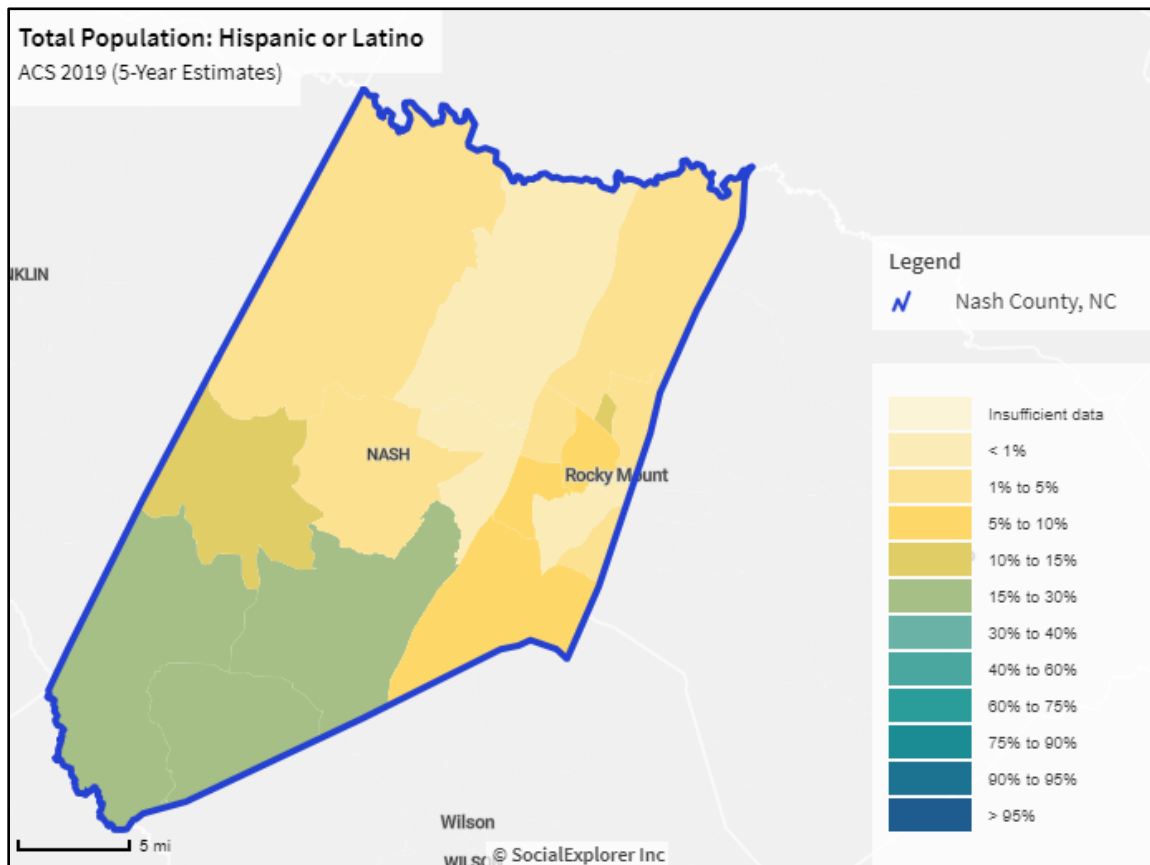 Total Population: Hispanic or Latino
ACS 2019 (5-Year Estimates)
NKLIN
Legend
Nash County, NC
Insufficient data
< 1%
1% to 5%
NASH
Rocky Mount
5% to 10%
10% to 15%
15% to 30%
30% to 40%
40% to 60%
60% to 75%
75% to 90%
90% to 95%
> 95%
Wilson
5 mi
WILSO
© SocialExplorer Inc